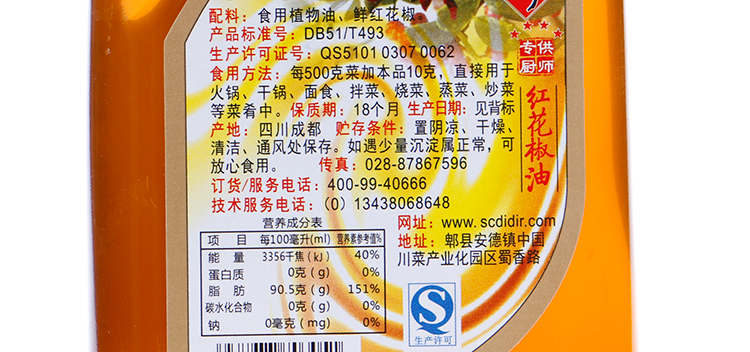 配料：食用植物油、鲜红花椒。
产品标准号：DB51/T493
生产许可证号：QS5101 0307 0062
食用方法：每500克菜加本品10克，直接用于
火锅、干锅、面食、拌菜、烧菜、蒸菜、炒菜
等菜肴中。保质期：18个月 生产日期：见背标
产地：四川成都 贮存条件：置阴凉、干燥、
清洁、通风处保存。如遇少量沉淀属正常，可
放心食用。 传真：028-87867596
订货/服务电话：400-99-40666
技术服务电话：（0）13438068648
专供
厨师
红花椒油
营养成分表
项 目 每100毫升(ml) 营养素参考值%
能 量 3356千焦(kJ) 40%
蛋白质 0克(g) 0%
脂 肪 90.5克(g) 151%
碳水化合物 0克(g) 0%
钠 0毫克(mg) 0%
网址：www.scdidir.com
地址：郫县安德镇中国
川菜产业化园区蜀香路
QS
生产许可